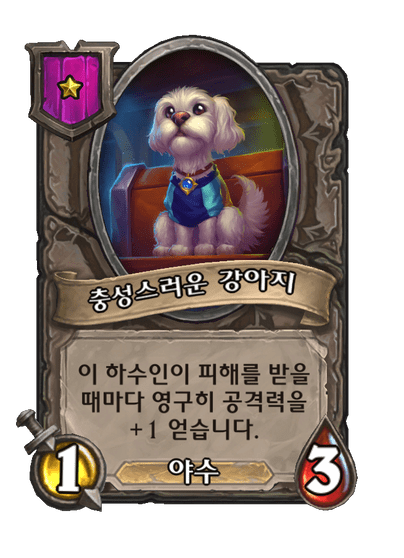 충성스러운 강아지
이 하수인이 피해를 받을
때마다 영구히 공격력을
+1 얻습니다.
1
야수
3